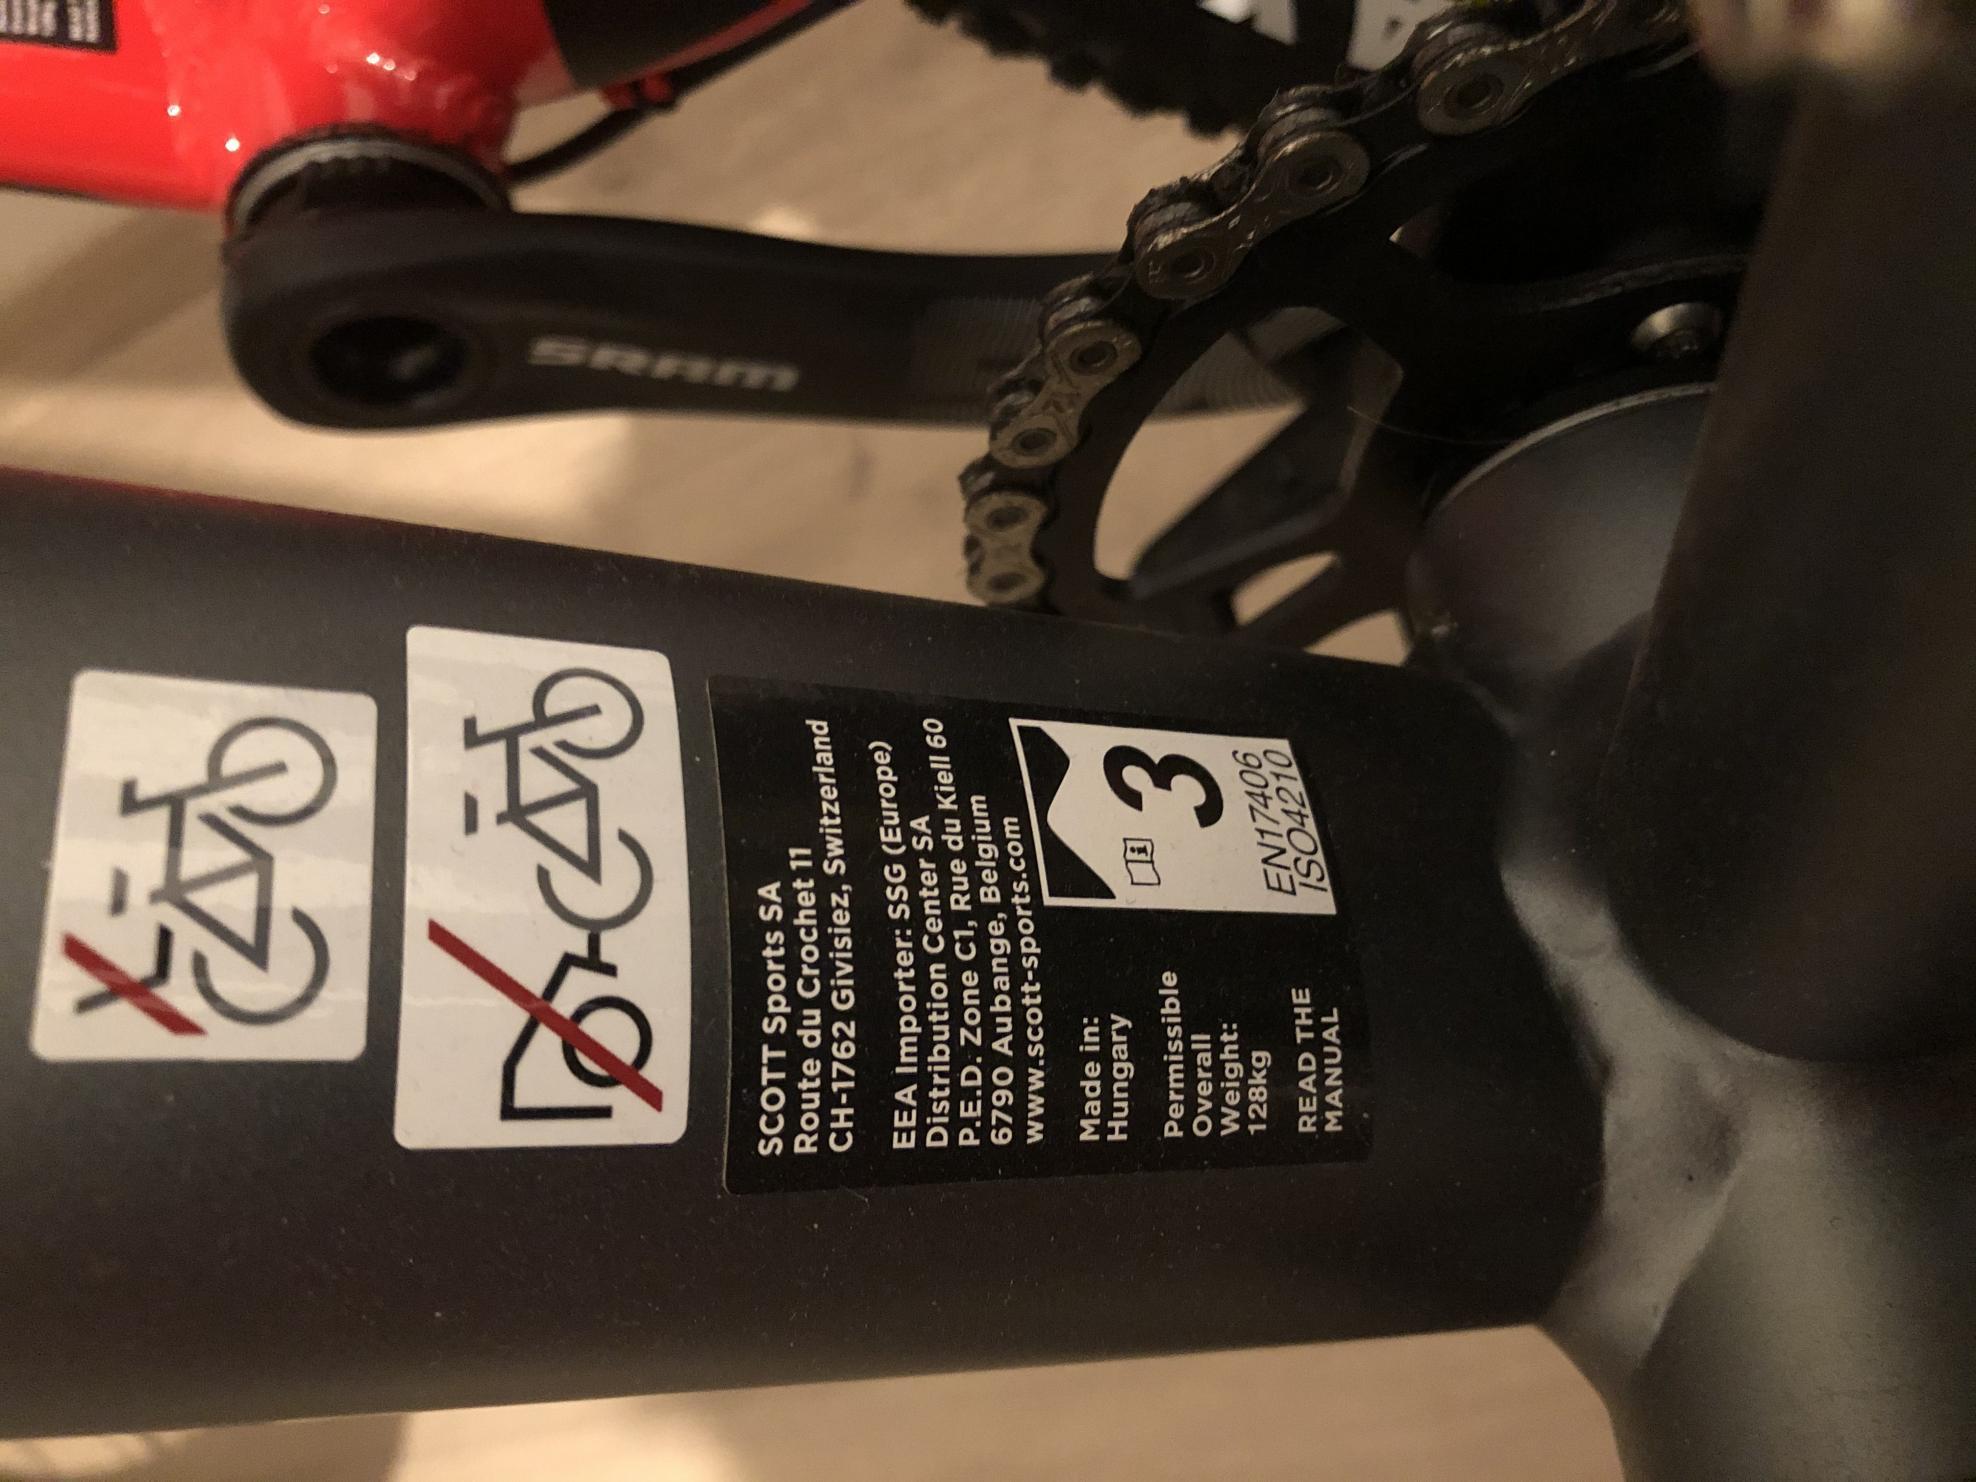 SRAM
SCOTT Sports SA
Route du Crochet 11
CH-1762 Givisiez, Switzerland
EEA Importer: SSG (Europe)
Distribution Center SA
P.E.D. Zone C1, Rue du Kiell 60
6790 Aubange, Belgium
www.scott-sports.com
Made in:
Hungary
Permissible
Overall
Weight:
128kg
READ THE
MANUAL
3
EN17406
ISO4210